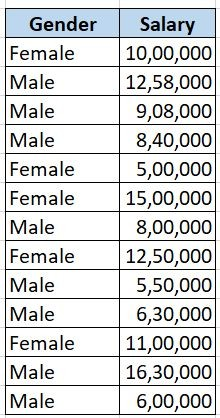 Gender Salary
Female 10,00,000
Male 12,58,000
Male 9,08,000
Male 8,40,000
Female 5,00,000
Female 15,00,000
Male 8,00,000
Female 12,50,000
Male 5,50,000
Male 6,30,000
Female 11,00,000
Male 16,30,000
Male 6,00,000